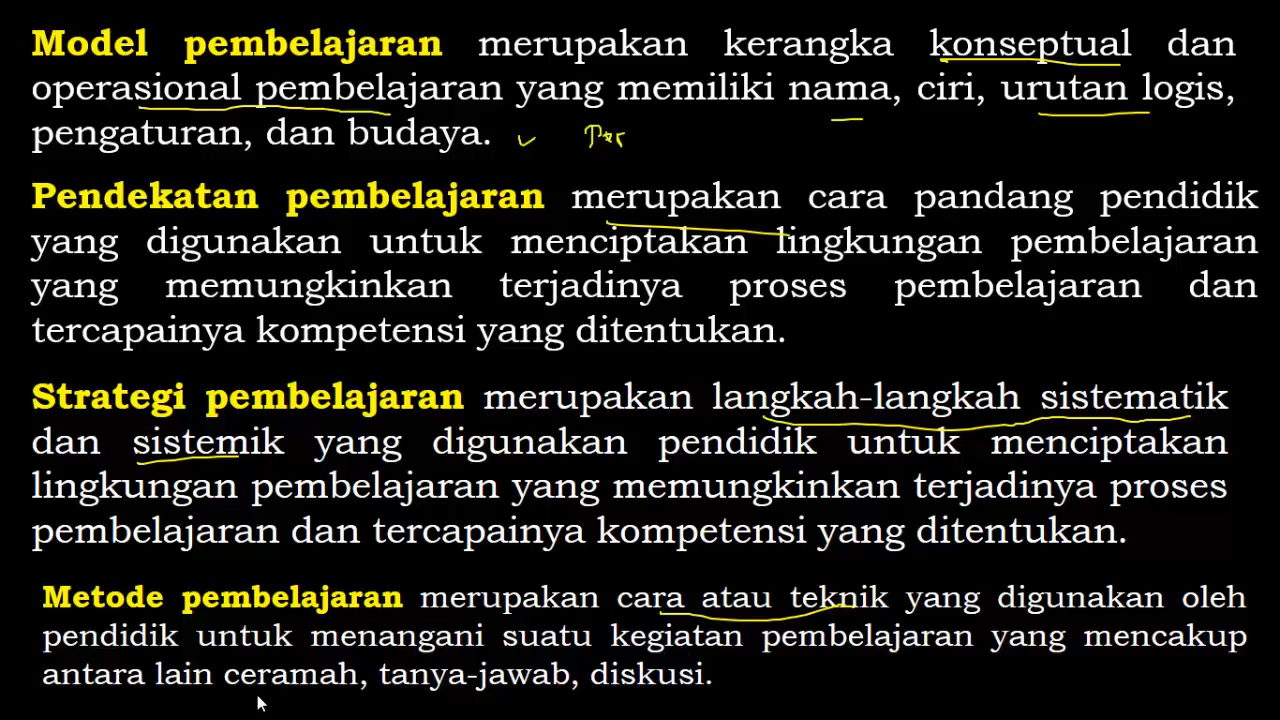 Model pembelajaran merupakan kerangka konseptual dan
operasional pembelajaran yang memiliki nama, ciri, urutan logis,
pengaturan, dan budaya.
Pendekatan pembelajaran merupakan cara pandang pendidik
yang digunakan untuk menciptakan lingkungan pembelajaran
yang memungkinkan terjadinya proses pembelajaran dan
tercapainya kompetensi yang ditentukan.
Strategi pembelajaran merupakan langkah-langkah sistematik
dan sistemik yang digunakan pendidik untuk menciptakan
lingkungan pembelajaran yang memungkinkan terjadinya proses
pembelajaran dan tercapainya kompetensi yang ditentukan.
Metode pembelajaran merupakan cara atau teknik yang digunakan oleh
pendidik untuk menangani suatu kegiatan pembelajaran yang mencakup
antara lain ceramah, tanya-jawab, diskusi.